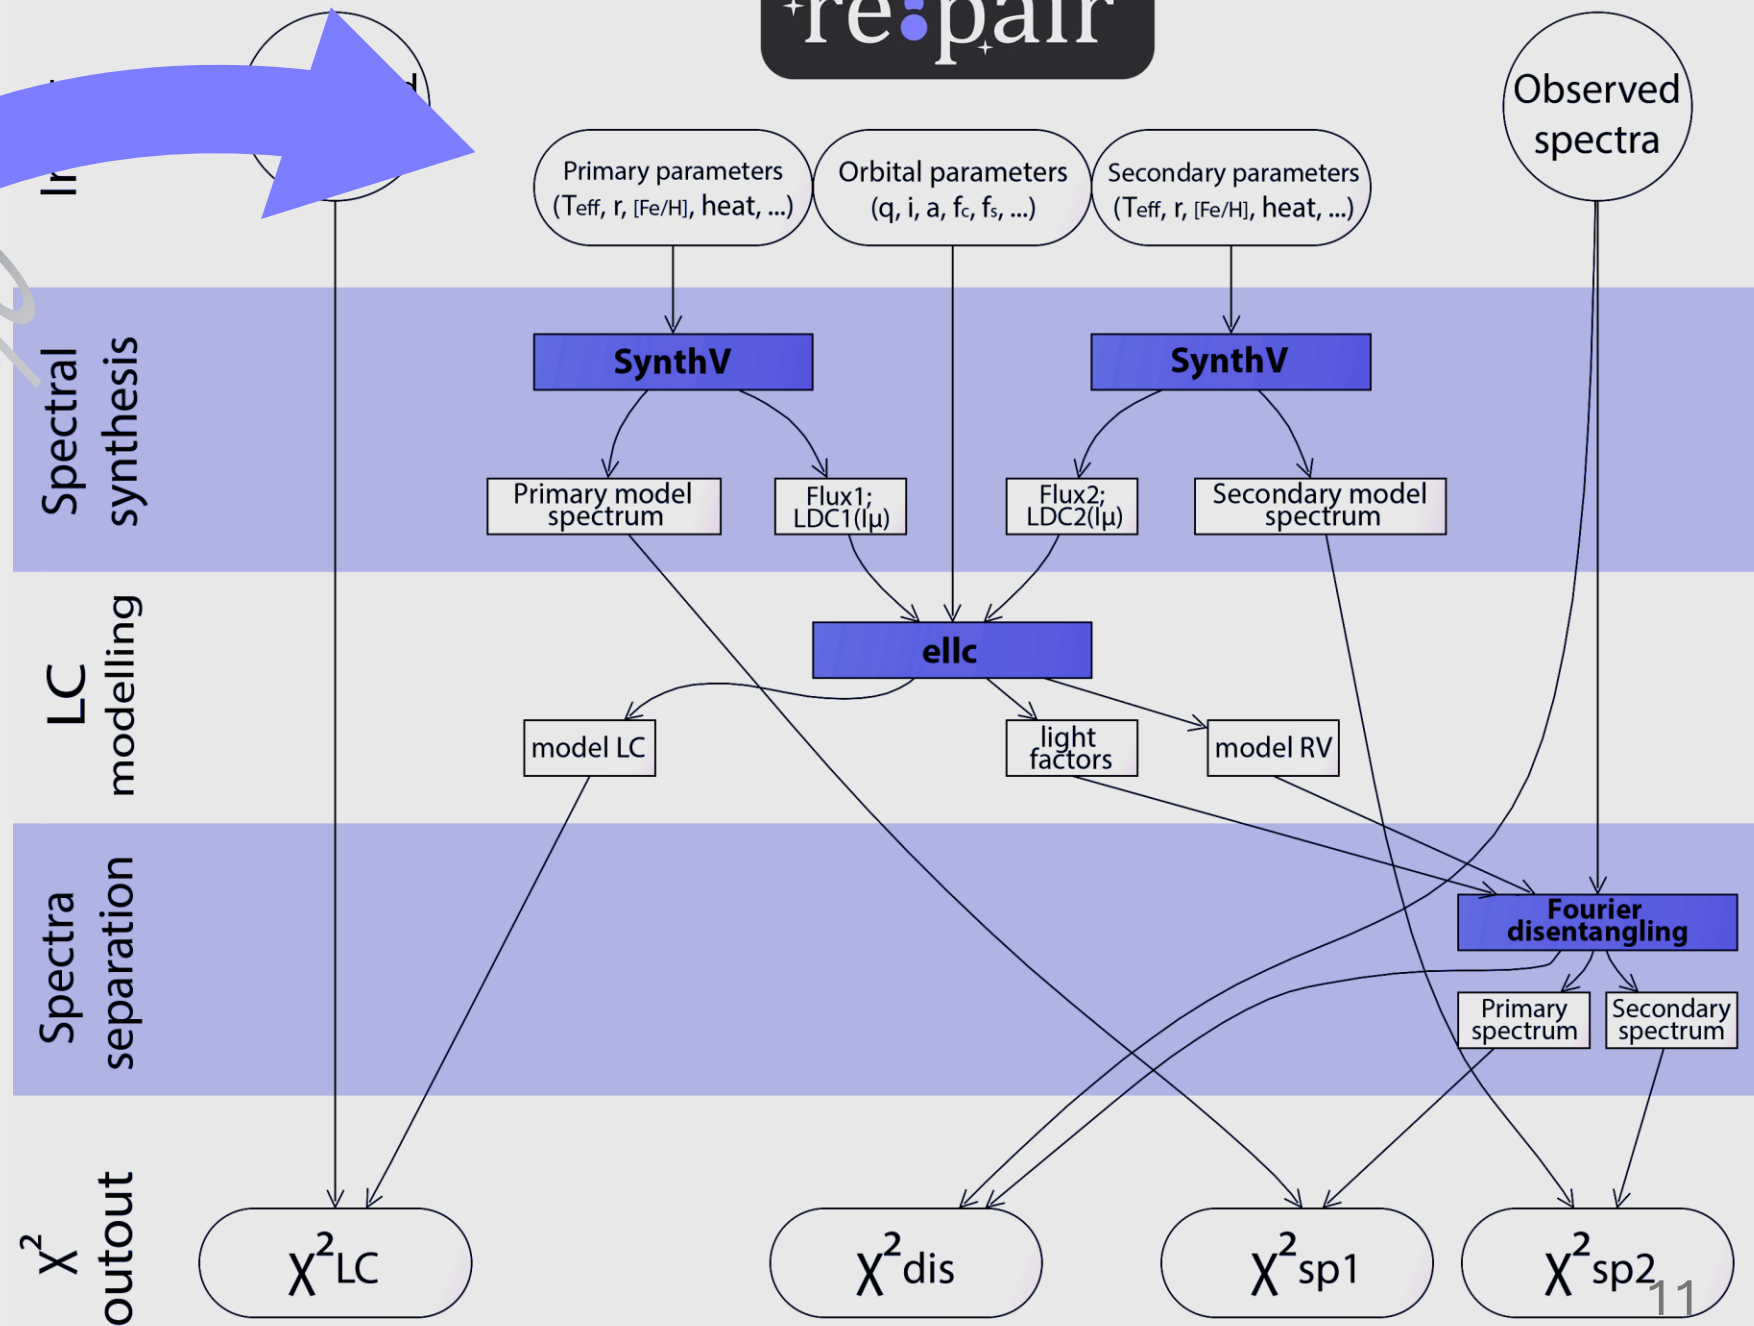 re:pair
Observed
spectra
Primary parameters
(Teff, r, [Fe/H], heat, ...)
Orbital parameters
(q, i, a, fc, fs, ...)
Secondary parameters
(Teff, r, [Fe/H], heat, ...)
Spectral
synthesis
SynthV
SynthV
Primary model
spectrum
Flux1;
LDC1(Iμ)
Flux2;
LDC2(Iμ)
Secondary model
spectrum
LC
modelling
ellc
model LC
light
factors
model RV
Spectra
separation
Fourier
disentangling
Primary
spectrum
Secondary
spectrum
χ²
outout
χ²LC
χ²dis
χ²sp1
χ²sp2
11